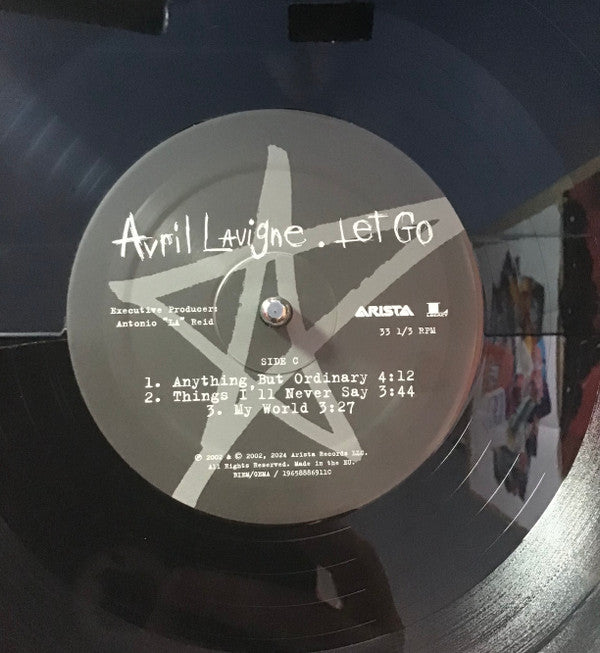 Avril Lavigne . Let Go
Executive Producer:
Antonio "LA" Reid
ARISTA
33 1/3 RPM
SIDE C
1. Anything But Ordinary 4:12
2. Things I'll Never Say 3:44
3. My World 3:27
℗ 2002 & © 2002, 2024 Arista Records LLC.
All Rights Reserved. Made in the EU.
BIEM/GEMA / 19658886911C